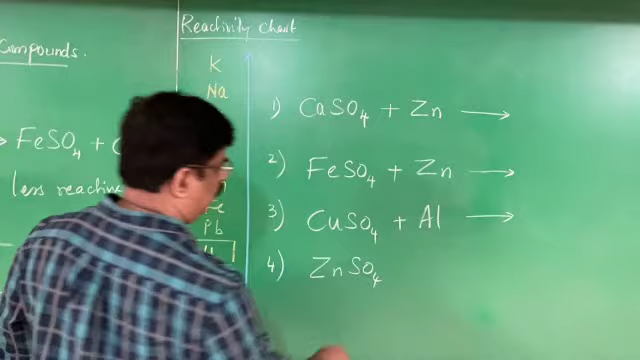 Compounds.
FeSO₄ +
less reactive
Reactivity chart
K
Na
Pb
1) CaSO₄ + Zn ⟶
2) FeSO₄ + Zn ⟶
3) CuSO₄ + Al ⟶
4) ZnSO₄